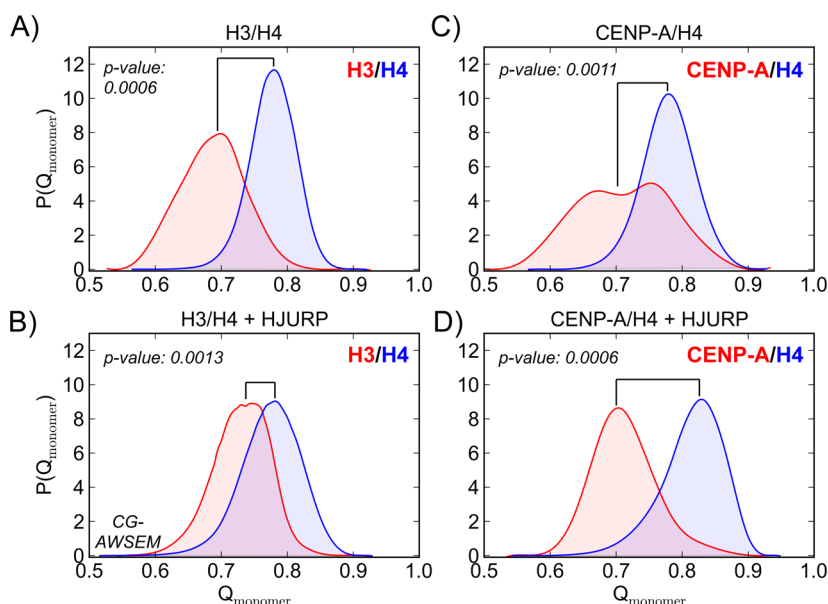 A)
H3/H4
p-value:
0.0006
H3/H4
P(Q_monomer)
12
10
8
6
4
2
0
0.5 0.6 0.7 0.8 0.9 1.0
C)
CENP-A/H4
p-value: 0.0011
CENP-A/H4
12
10
8
6
4
2
0
0.5 0.6 0.7 0.8 0.9 1.0
B)
H3/H4 + HJURP
p-value: 0.0013
H3/H4
P(Q_monomer)
12
10
8
6
4
2
0
CG-
AWSEM
0.5 0.6 0.7 0.8 0.9 1.0
Q_monomer
D)
CENP-A/H4 + HJURP
p-value: 0.0006
CENP-A/H4
12
10
8
6
4
2
0
0.5 0.6 0.7 0.8 0.9 1.0
Q_monomer